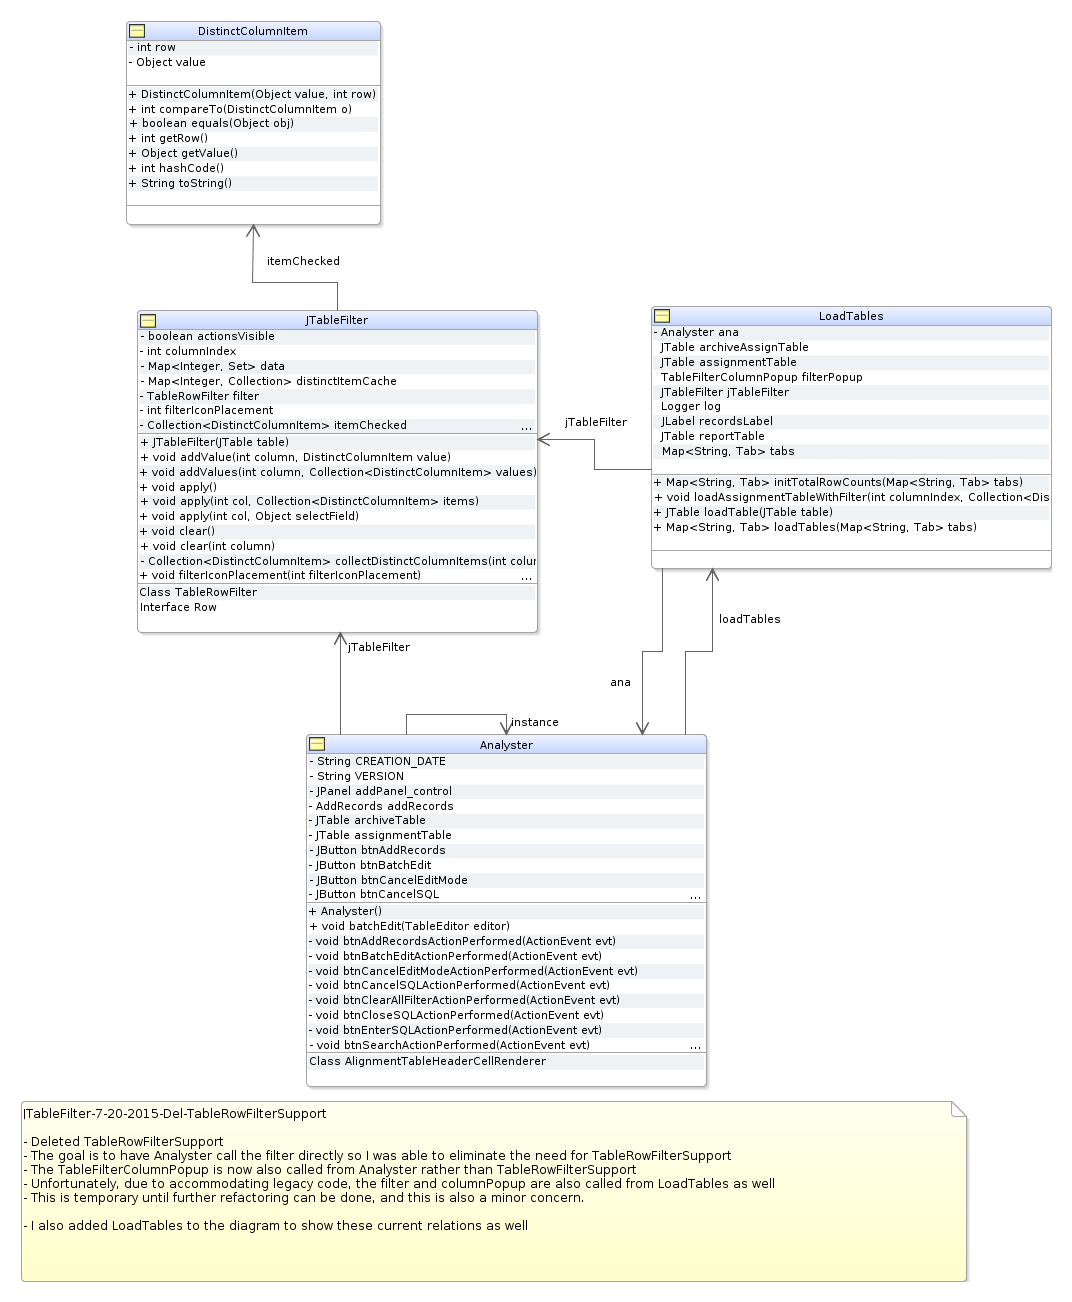 DistinctColumnItem
- int row
- Object value
+ DistinctColumnItem(Object value, int row)
+ int compareTo(DistinctColumnItem o)
+ boolean equals(Object obj)
+ int getRow()
+ Object getValue()
+ int hashCode()
+ String toString()
itemChecked
JTableFilter
- boolean actionsVisible
- int columnIndex
- Map<Integer, Set> data
- Map<Integer, Collection> distinctItemCache
- TableRowFilter filter
- int filterIconPlacement
- Collection<DistinctColumnItem> itemChecked ...
+ JTableFilter(JTable table)
+ void addValue(int column, DistinctColumnItem value)
+ void addValues(int column, Collection<DistinctColumnItem> values)
+ void apply()
+ void apply(int col, Collection<DistinctColumnItem> items)
+ void apply(int col, Object selectField)
+ void clear()
+ void clear(int column)
- Collection<DistinctColumnItem> collectDistinctColumnItems(int colu
+ void filterIconPlacement(int filterIconPlacement) ...
Class TableRowFilter
Interface Row
jTableFilter
LoadTables
- Analyster ana
JTable archiveAssignTable
JTable assignmentTable
TableFilterColumnPopup filterPopup
JTableFilter jTableFilter
Logger log
JLabel recordsLabel
JTable reportTable
Map<String, Tab> tabs
+ Map<String, Tab> initTotalRowCounts(Map<String, Tab> tabs)
+ void loadAssignmentTableWithFilter(int columnIndex, Collection<Dis
+ JTable loadTable(JTable table)
+ Map<String, Tab> loadTables(Map<String, Tab> tabs)
loadTables
jTableFilter
ana
instance
Analyster
- String CREATION_DATE
- String VERSION
- JPanel addPanel_control
- AddRecords addRecords
- JTable archiveTable
- JTable assignmentTable
- JButton btnAddRecords
- JButton btnBatchEdit
- JButton btnCancelEditMode
- JButton btnCancelSQL ...
+ Analyster()
+ void batchEdit(TableEditor editor)
- void btnAddRecordsActionPerformed(ActionEvent evt)
- void btnBatchEditActionPerformed(ActionEvent evt)
- void btnCancelEditModeActionPerformed(ActionEvent evt)
- void btnCancelSQLActionPerformed(ActionEvent evt)
- void btnClearAllFilterActionPerformed(ActionEvent evt)
- void btnCloseSQLActionPerformed(ActionEvent evt)
- void btnEnterSQLActionPerformed(ActionEvent evt)
- void btnSearchActionPerformed(ActionEvent evt) ...
Class AlignmentTableHeaderCellRenderer
JTableFilter-7-20-2015-Del-TableRowFilterSupport
- Deleted TableRowFilterSupport
- The goal is to have Analyster call the filter directly so I was able to eliminate the need for TableRowFilterSupport
- The TableFilterColumnPopup is now also called from Analyster rather than TableRowFilterSupport
- Unfortunately, due to accommodating legacy code, the filter and columnPopup are also called from LoadTables as well
- This is temporary until further refactoring can be done, and this is also a minor concern.
- I also added LoadTables to the diagram to show these current relations as well